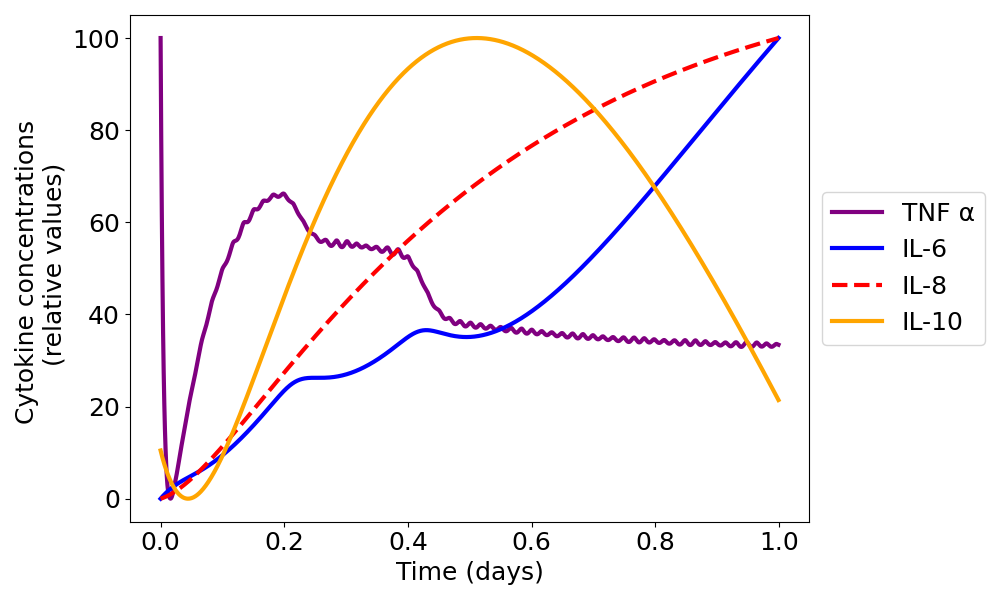 Cytokine concentrations
(relative values)
100
80
60
40
20
0
0.0 0.2 0.4 0.6 0.8 1.0
Time (days)
TNF α
IL-6
IL-8
IL-10